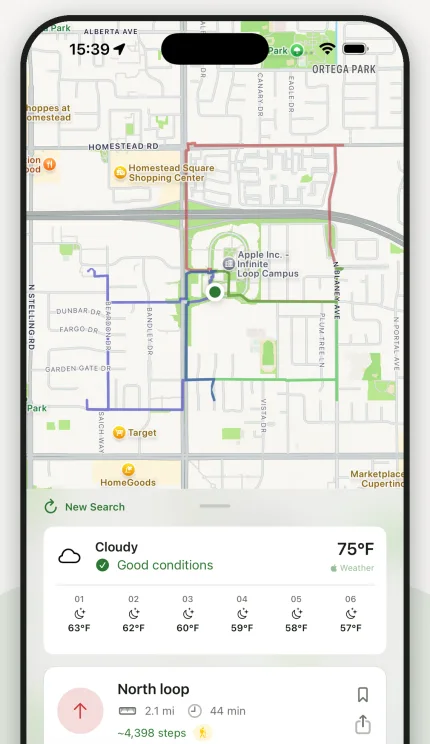 Park
ALBERTA AVE
15:39
Park
ORTEGA PARK
CANARY DR
EAGLE DR
hoppes at
omestead
HOMESTEAD RD
ion
ood
Homestead Square
Shopping Center
Apple Inc. -
Infinite
Loop Campus
N STELLING RD
N BLANEY AVE
DUNBAR DR
BEARDON DR
BANDLEY DR
FARGO DR
PLUM TREE LN
N PORTAL AVE
GARDEN GATE DR
Park
SAICH WAY
VISTA DR
Target
HomeGoods
Marketplace
Cupertino
New Search
Cloudy
75°F
Good conditions
Weather
01 02 03 04 05 06
63°F 62°F 60°F 59°F 58°F 57°F
North loop
2.1 mi 44 min
~4,398 steps